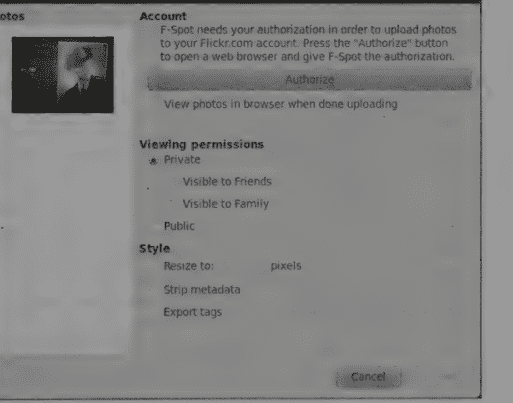 otos
Account
F-Spot needs your authorization in order to upload photos
to your Flickr.com account. Press the "Authorize" button
to open a web browser and give F-Spot the authorization.
Authorize
View photos in browser when done uploading
Viewing permissions
Private
Visible to Friends
Visible to Family
Public
Style
Resize to: pixels
Strip metadata
Export tags
Cancel